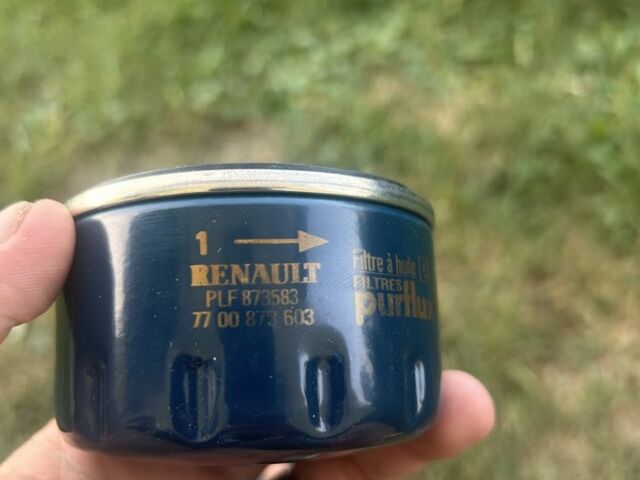 1
RENAULT
PLF 873583
77 00 873 603
Filtre à huile
FILTRES
purflux